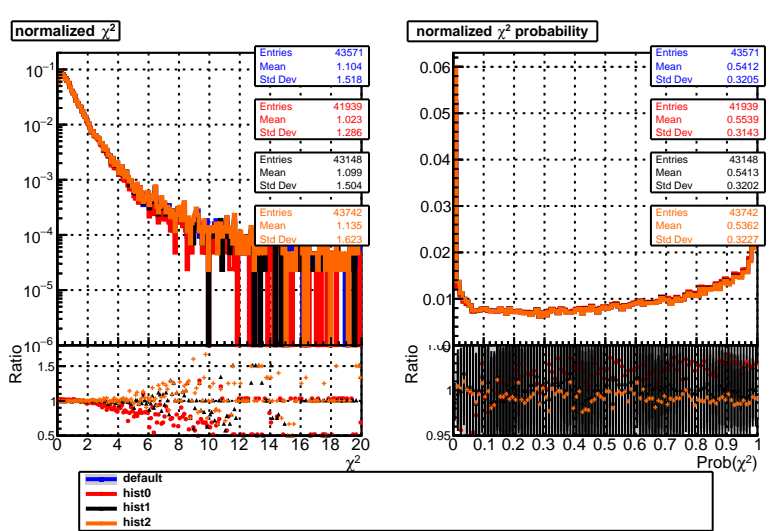 normalized χ²
Entries 43571
Mean 1.104
Std Dev 1.518
Entries 41939
Mean 1.023
Std Dev 1.286
Entries 43148
Mean 1.099
Std Dev 1.504
Entries 43742
Mean 1.135
Std Dev 1.623
10⁻¹
10⁻²
10⁻³
10⁻⁴
10⁻⁵
10⁻⁶
Ratio
1.5
1
0.5
0 2 4 6 8 10 12 14 16 18 20
χ²
normalized χ² probability
Entries 43571
Mean 0.5412
Std Dev 0.3205
Entries 41939
Mean 0.5539
Std Dev 0.3143
Entries 43148
Mean 0.5413
Std Dev 0.3202
Entries 43742
Mean 0.5362
Std Dev 0.3227
0.06
0.05
0.04
0.03
0.02
0.01
Ratio
1
0.95
0 0.1 0.2 0.3 0.4 0.5 0.6 0.7 0.8 0.9 1
Prob(χ²)
default
hist0
hist1
hist2